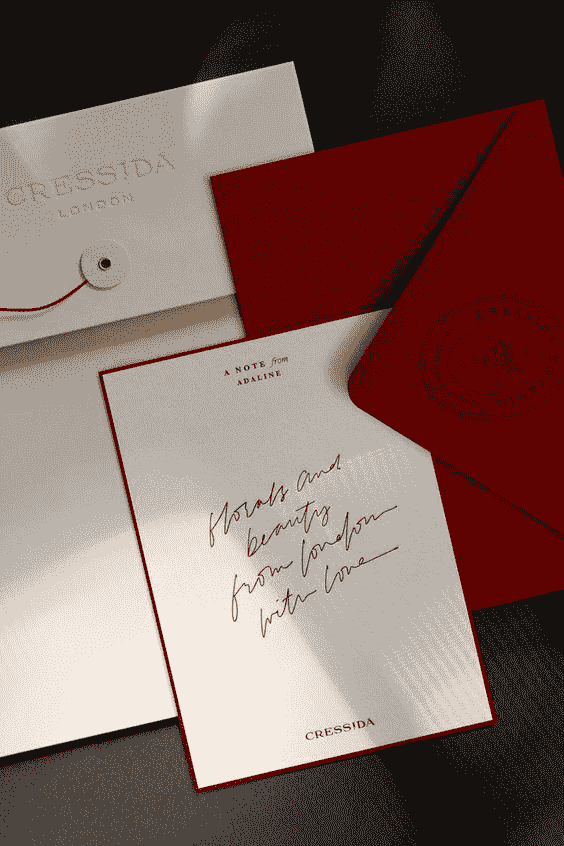 CRESSIDA
LONDON
A NOTE from
ADALINE
florals and
beauty
from london
with love
CRESSIDA